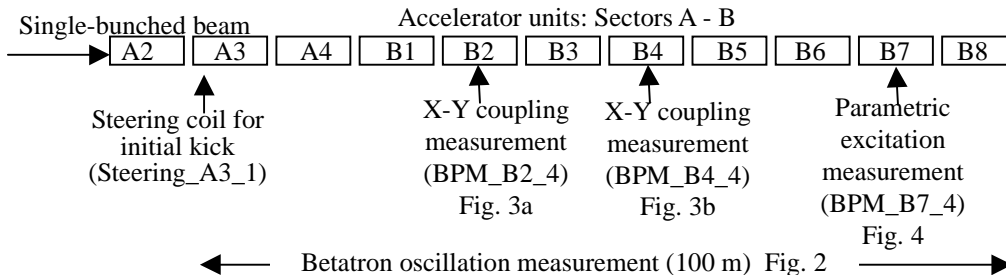 Accelerator units: Sectors A - B
Single-bunched beam
A2 A3 A4 B1 B2 B3 B4 B5 B6 B7 B8
Steering coil for
initial kick
(Steering_A3_1)
X-Y coupling
measurement
(BPM_B2_4)
Fig. 3a
X-Y coupling
measurement
(BPM_B4_4)
Fig. 3b
Parametric
excitation
measurement
(BPM_B7_4)
Fig. 4
Betatron oscillation measurement (100 m) Fig. 2